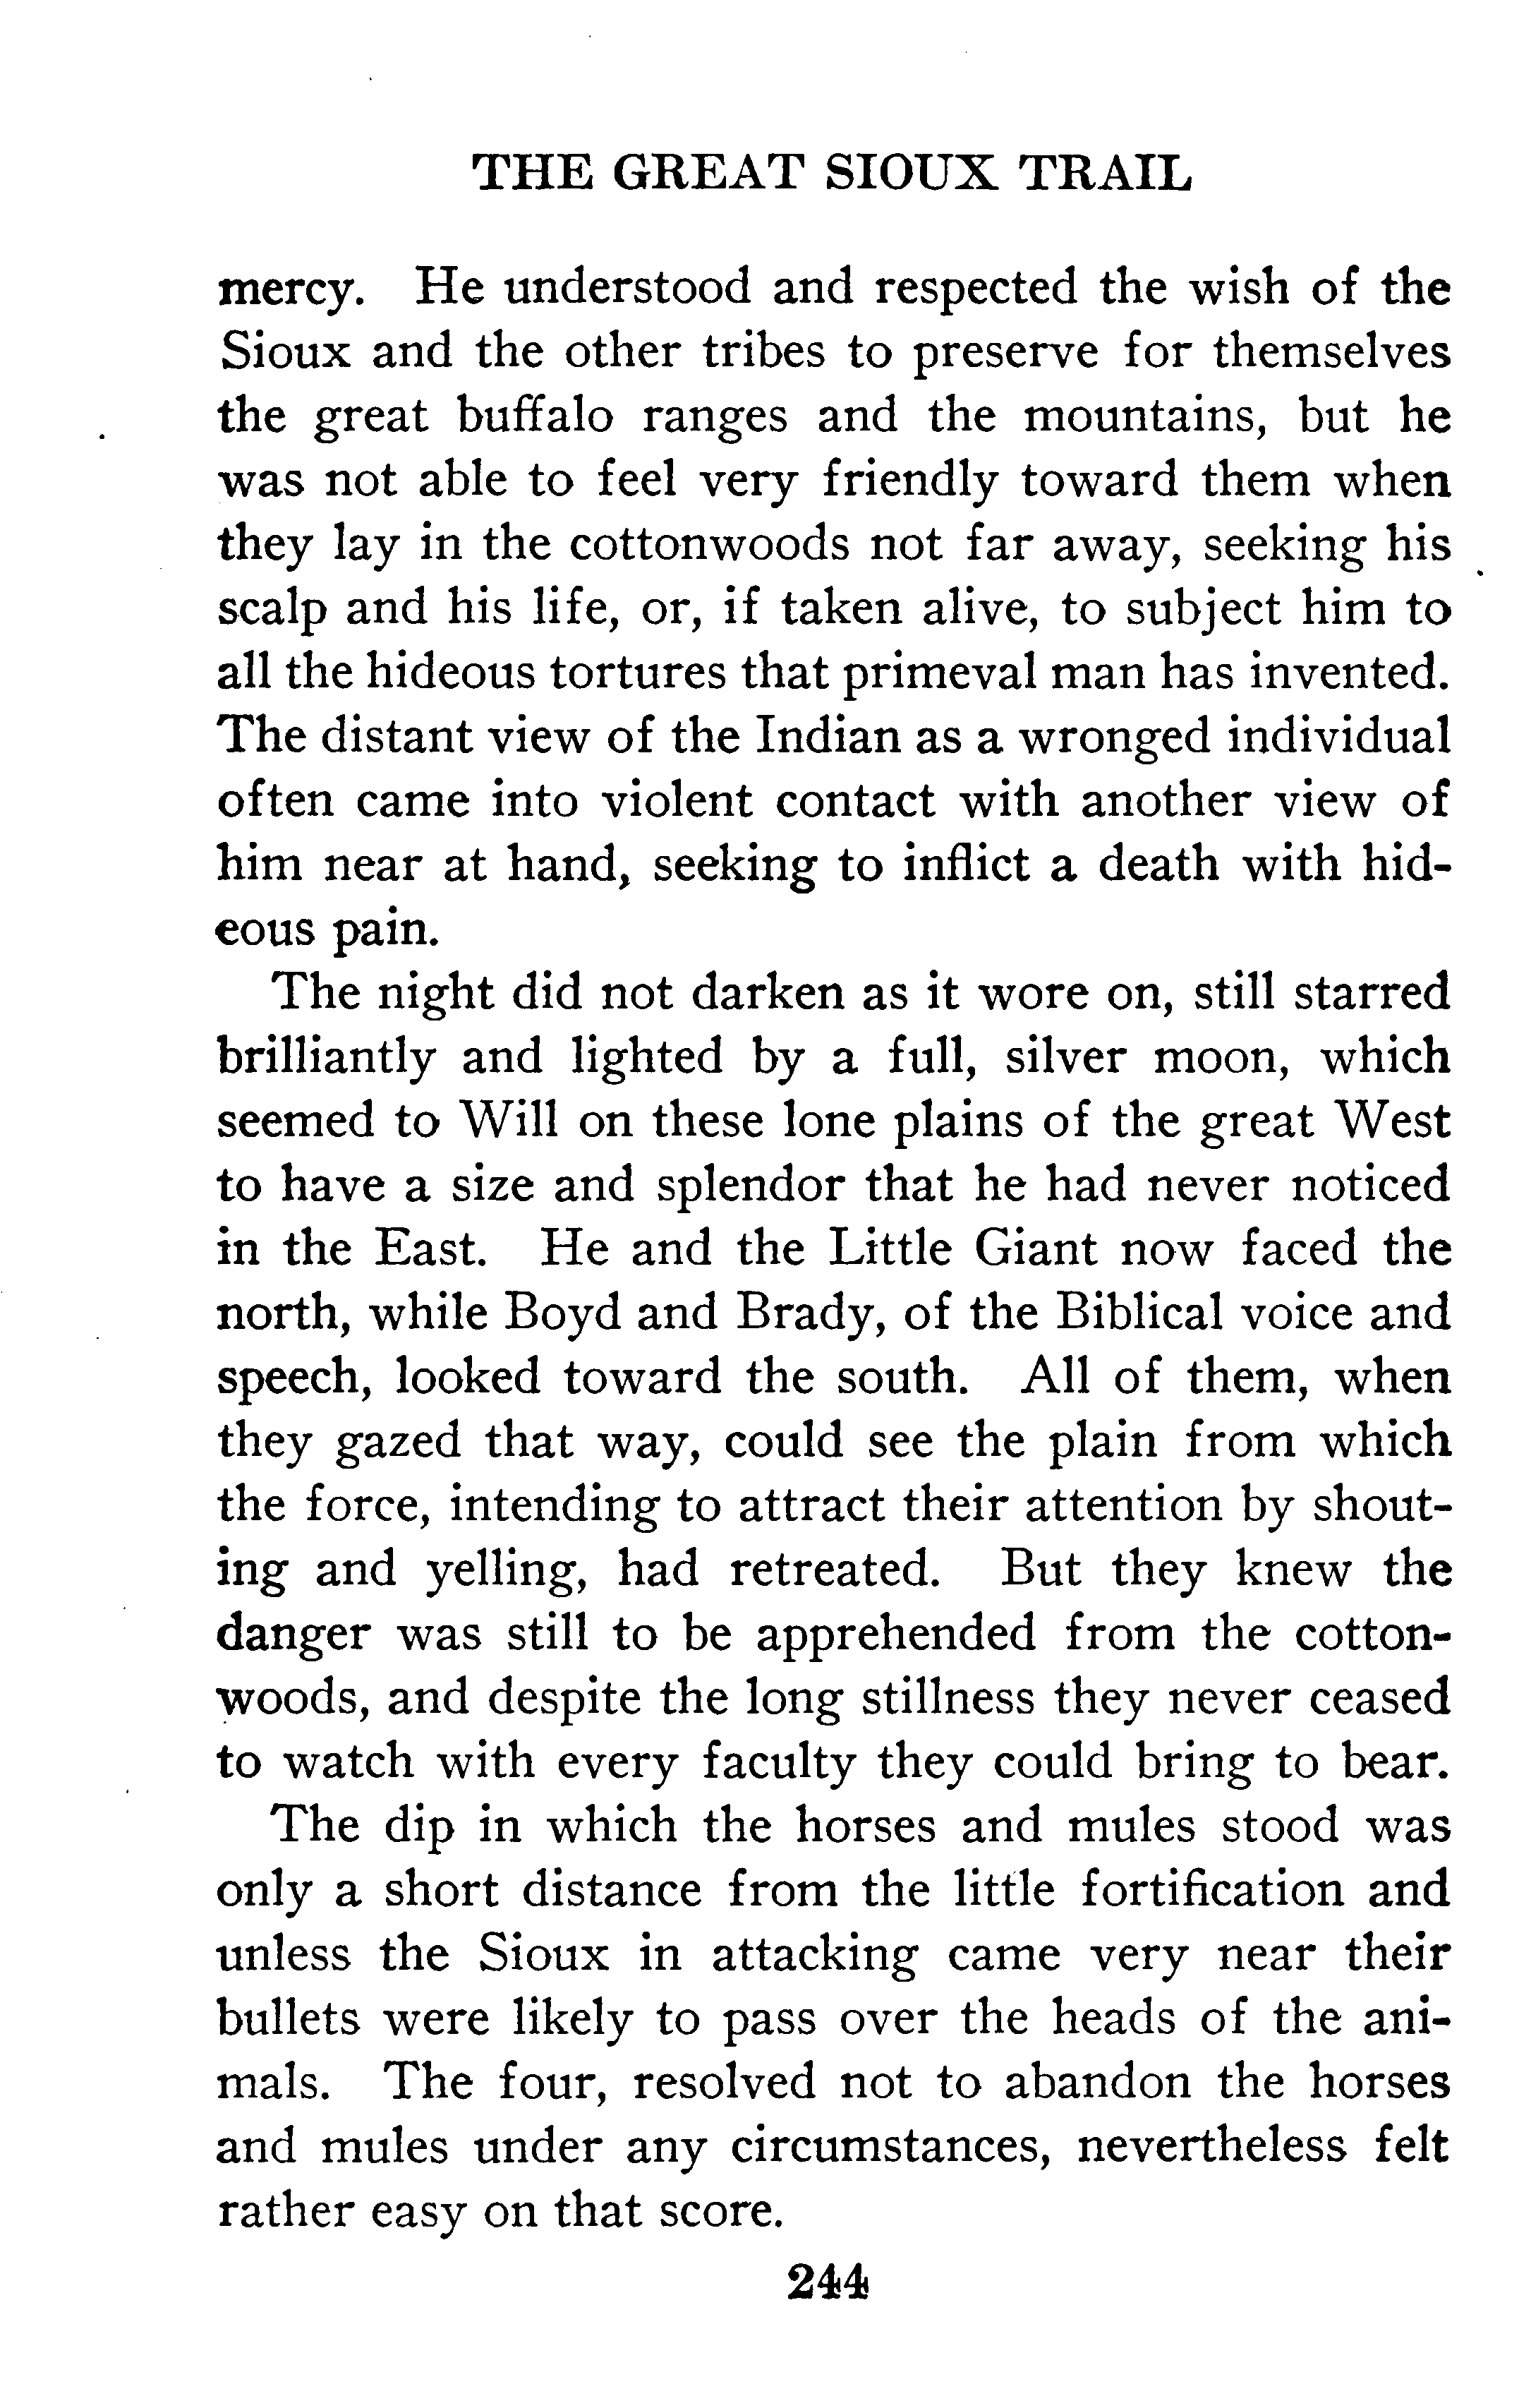 THE GREAT SIOUX TRAIL
mercy. He understood and respected the wish of the
Sioux and the other tribes to preserve for themselves
the great buffalo ranges and the mountains, but he
was not able to feel very friendly toward them when
they lay in the cottonwoods not far away, seeking his
scalp and his life, or, if taken alive, to subject him to
all the hideous tortures that primeval man has invented.
The distant view of the Indian as a wronged individual
often came into violent contact with another view of
him near at hand, seeking to inflict a death with hid-
eous pain.
The night did not darken as it wore on, still starred
brilliantly and lighted by a full, silver moon, which
seemed to Will on these lone plains of the great West
to have a size and splendor that he had never noticed
in the East. He and the Little Giant now faced the
north, while Boyd and Brady, of the Biblical voice and
speech, looked toward the south. All of them, when
they gazed that way, could see the plain from which
the force, intending to attract their attention by shout-
ing and yelling, had retreated. But they knew the
danger was still to be apprehended from the cotton-
woods, and despite the long stillness they never ceased
to watch with every faculty they could bring to bear.
The dip in which the horses and mules stood was
only a short distance from the little fortification and
unless the Sioux in attacking came very near their
bullets were likely to pass over the heads of the ani-
mals. The four, resolved not to abandon the horses
and mules under any circumstances, nevertheless felt
rather easy on that score.
244